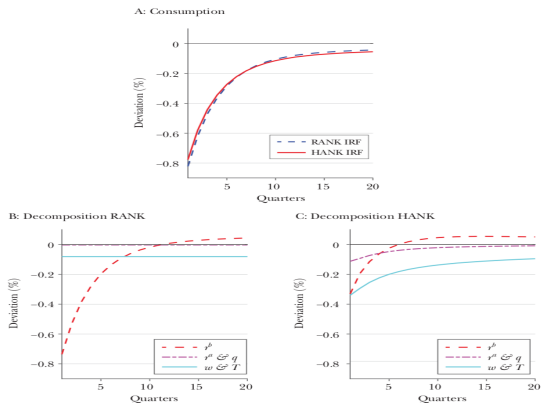 A: Consumption
0
−0.2
−0.4
−0.6
−0.8
Deviation (%)
RANK IRF
HANK IRF
5 10 15 20
Quarters
B: Decomposition RANK
0
−0.2
−0.4
−0.6
−0.8
Deviation (%)
r^b
r^a & q
w & T
5 10 15 20
Quarters
C: Decomposition HANK
0
−0.2
−0.4
−0.6
−0.8
Deviation (%)
r^b
r^a & q
w & T
5 10 15 20
Quarters